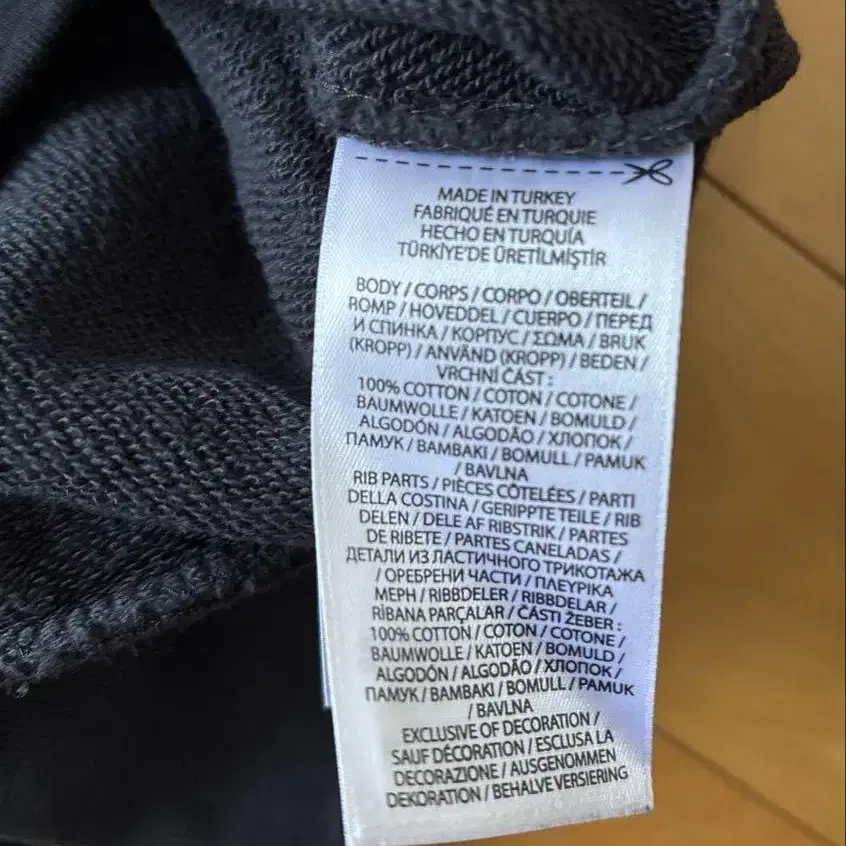 MADE IN TURKEY
FABRIQUÉ EN TURQUIE
HECHO EN TURQUÍA
TÜRKİYE'DE ÜRETİLMİŞTİR
BODY / CORPS / CORPO / OBERTEIL /
ROMP / HOVEDDEL / CUERPO / ПЕРЕД
И СПИНКА / КОРПУС / ΣΩΜΑ / BRUK
(KROPP) / ANVÄND (KROPP) / BEDEN /
VRCHNÍ ČÁST :
100% COTTON / COTON / COTONE /
BAUMWOLLE / KATOEN / BOMULD /
ALGODÓN / ALGODÃO / ХЛОПОК /
ПАМУК / ΒΑΜΒΑΚΙ / BOMULL / PAMUK
/ BAVLNA
RIB PARTS / PIÈCES CÔTELÉES / PARTI
DELLA COSTINA / GERIPPTE TEILE / RIB
DELEN / DELE AF RIBSTRIK / PARTES
DE RIBETE / PARTES CANELADAS /
ДЕТАЛИ ИЗ ЛАСТИЧНОГО ТРИКОТАЖА
/ ОРЕБРЕНИ ЧАСТИ / ΠΛΕΥΡΙΚΑ
ΜΕΡΗ / RIBBDELER / RIBBDELAR /
RİBANA PARÇALAR / ČÁSTI ŽEBER :
100% COTTON / COTON / COTONE /
BAUMWOLLE / KATOEN / BOMULD /
ALGODÓN / ALGODÃO / ХЛОПОК /
ПАМУК / ΒΑΜΒΑΚΙ / BOMULL / PAMUK
/ BAVLNA
EXCLUSIVE OF DECORATION /
SAUF DÉCORATION / ESCLUSA LA
DECORAZIONE / AUSGENOMMEN
DEKORATION / BEHALVE VERSIERING